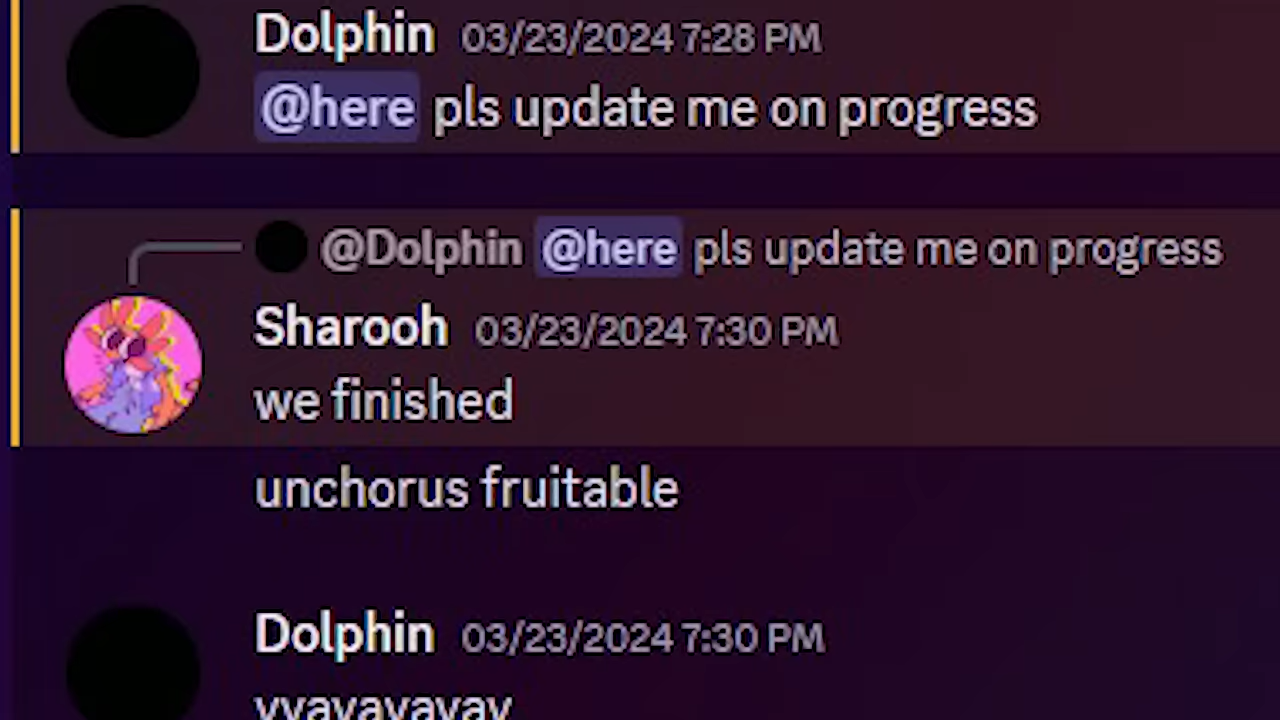 Dolphin 03/23/2024 7:28 PM
@here pls update me on progress
@Dolphin @here pls update me on progress
Sharooh 03/23/2024 7:30 PM
we finished
unchorus fruitable
Dolphin 03/23/2024 7:30 PM
yyayayayay